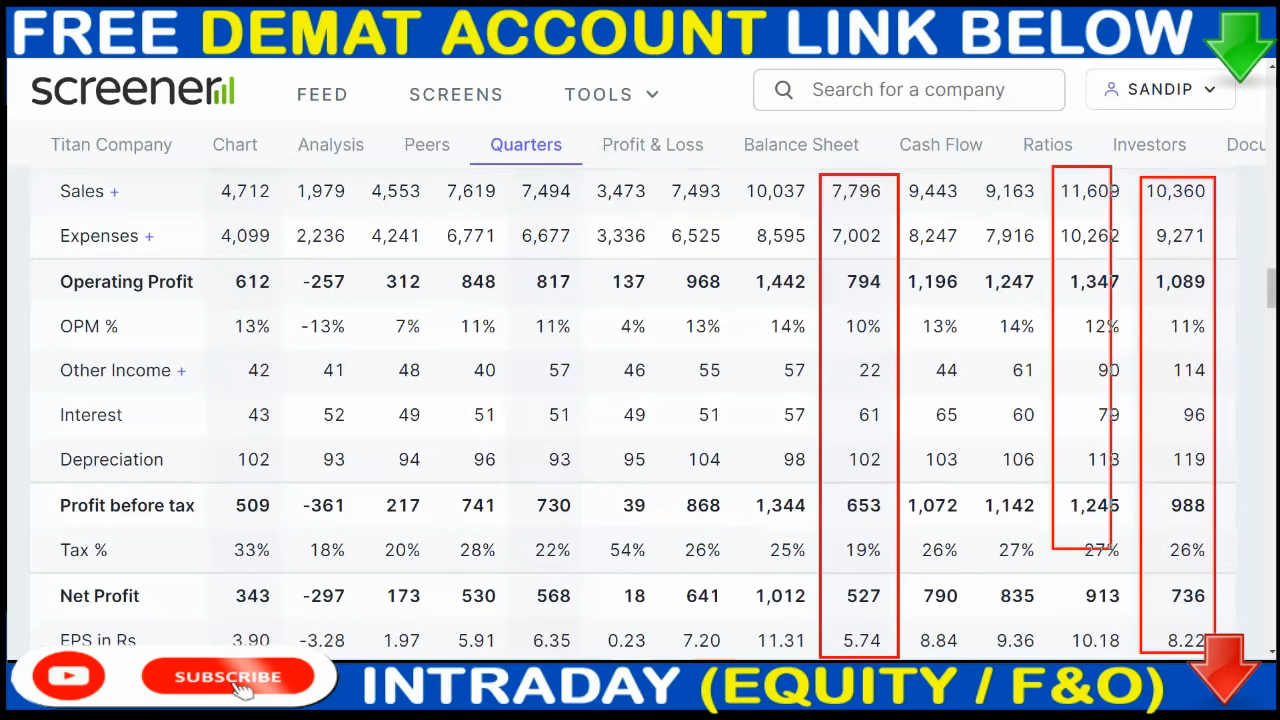 FREE DEMAT ACCOUNT LINK BELOW
screener FEED SCREENS TOOLS Search for a company SANDIP
Titan Company Chart Analysis Peers Quarters Profit & Loss Balance Sheet Cash Flow Ratios Investors Docu
Sales + 4,712 1,979 4,553 7,619 7,494 3,473 7,493 10,037 7,796 9,443 9,163 11,609 10,360
Expenses + 4,099 2,236 4,241 6,771 6,677 3,336 6,525 8,595 7,002 8,247 7,916 10,262 9,271
Operating Profit 612 -257 312 848 817 137 968 1,442 794 1,196 1,247 1,347 1,089
OPM % 13% -13% 7% 11% 11% 4% 13% 14% 10% 13% 14% 12% 11%
Other Income + 42 41 48 40 57 46 55 57 22 44 61 90 114
Interest 43 52 49 51 51 49 51 57 61 65 60 79 96
Depreciation 102 93 94 96 93 95 104 98 102 103 106 113 119
Profit before tax 509 -361 217 741 730 39 868 1,344 653 1,072 1,142 1,245 988
Tax % 33% 18% 20% 28% 22% 54% 26% 25% 19% 26% 27% 27% 26%
Net Profit 343 -297 173 530 568 18 641 1,012 527 790 835 913 736
EPS in Rs 3.90 -3.28 1.97 5.91 6.35 0.23 7.20 11.31 5.74 8.84 9.36 10.18 8.22
SUBSCRIBE
INTRADAY (EQUITY / F&O)